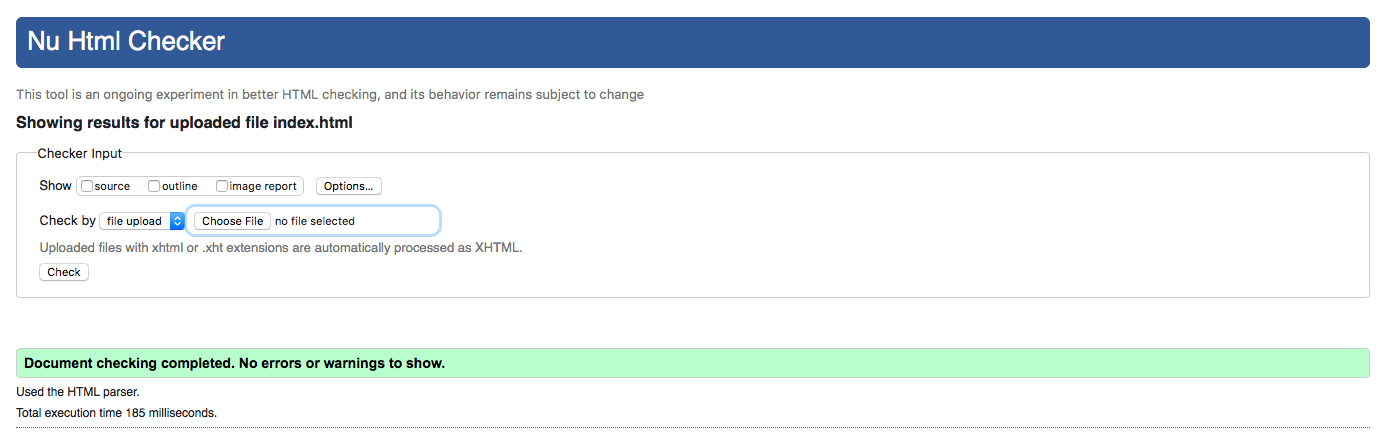 Nu Html Checker
This tool is an ongoing experiment in better HTML checking, and its behavior remains subject to change
Showing results for uploaded file index.html
Checker Input
Show source outline image report Options...
Check by file upload Choose File no file selected
Uploaded files with xhtml or .xht extensions are automatically processed as XHTML.
Check
Document checking completed. No errors or warnings to show.
Used the HTML parser.
Total execution time 185 milliseconds.